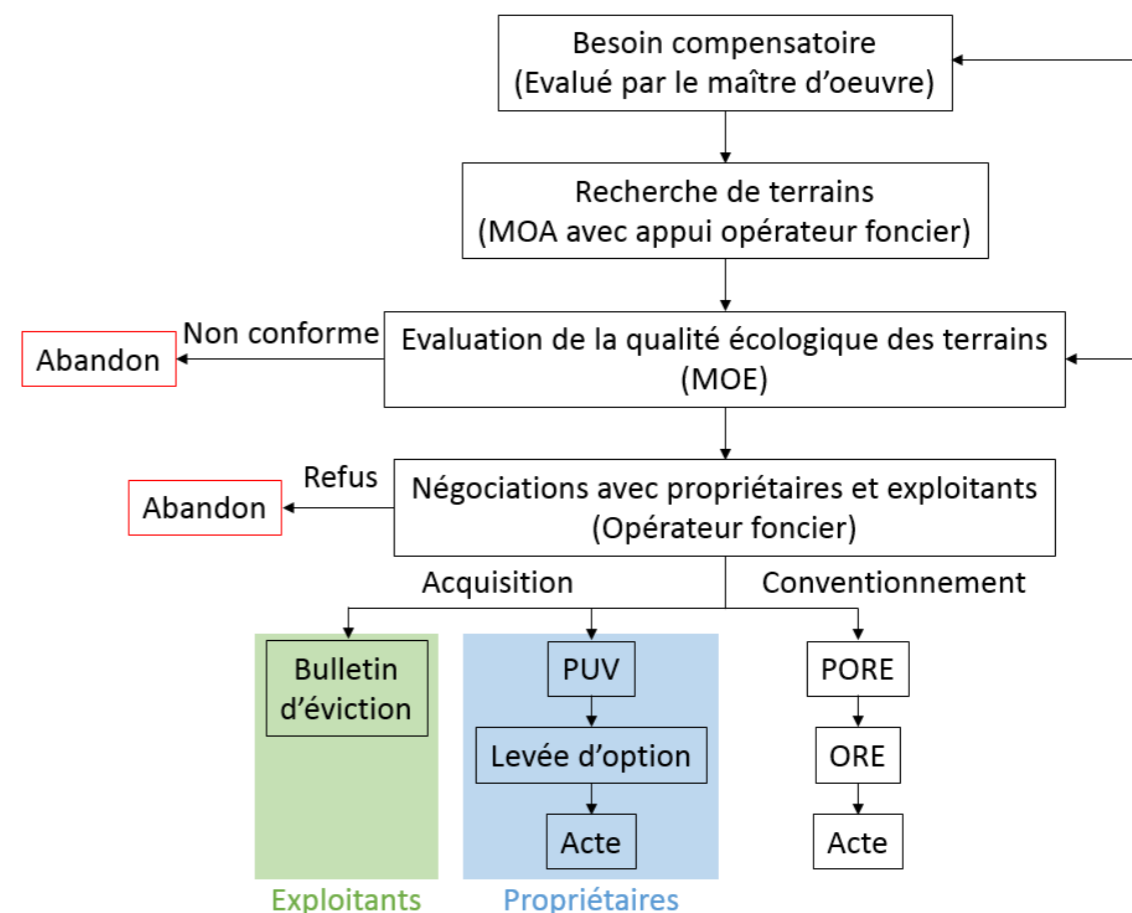 Besoin compensatoire
(Evalué par le maître d'oeuvre)
Recherche de terrains
(MOA avec appui opérateur foncier)
Non conforme
Abandon
Evaluation de la qualité écologique des terrains
(MOE)
Refus
Abandon
Négociations avec propriétaires et exploitants
(Opérateur foncier)
Acquisition
Conventionnement
Bulletin
d'éviction
PUV
PORE
Levée d'option
ORE
Acte
Acte
Exploitants
Propriétaires